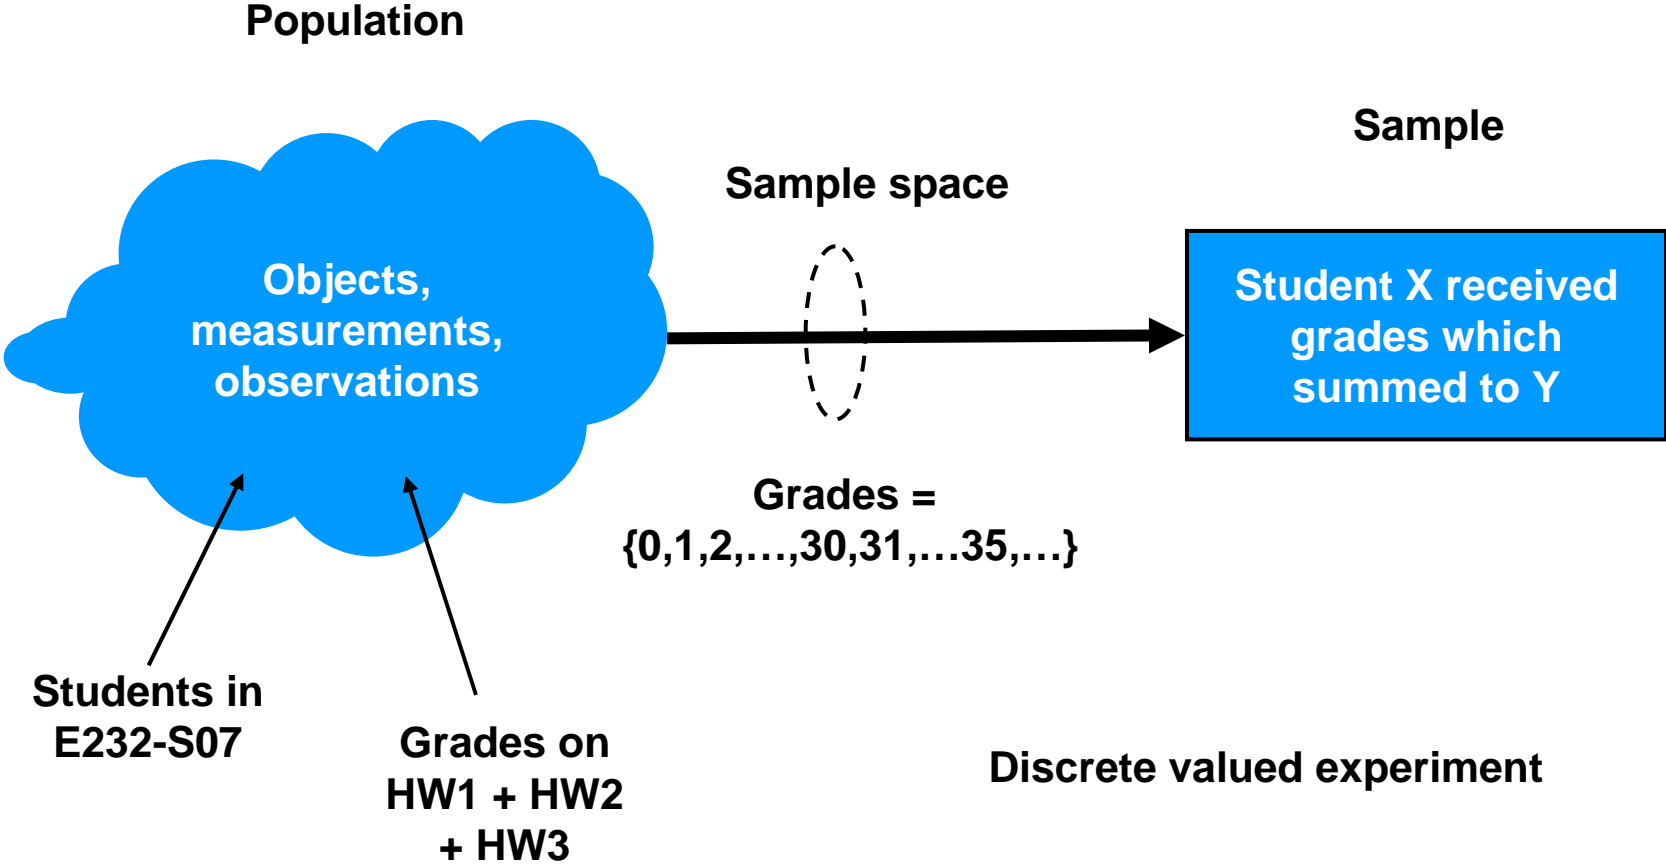 Population
Sample
Sample space
Objects,
measurements,
observations
Student X received
grades which
summed to Y
Grades =
{0,1,2,…,30,31,…35,…}
Students in
E232-S07
Grades on
HW1 + HW2
+ HW3
Discrete valued experiment